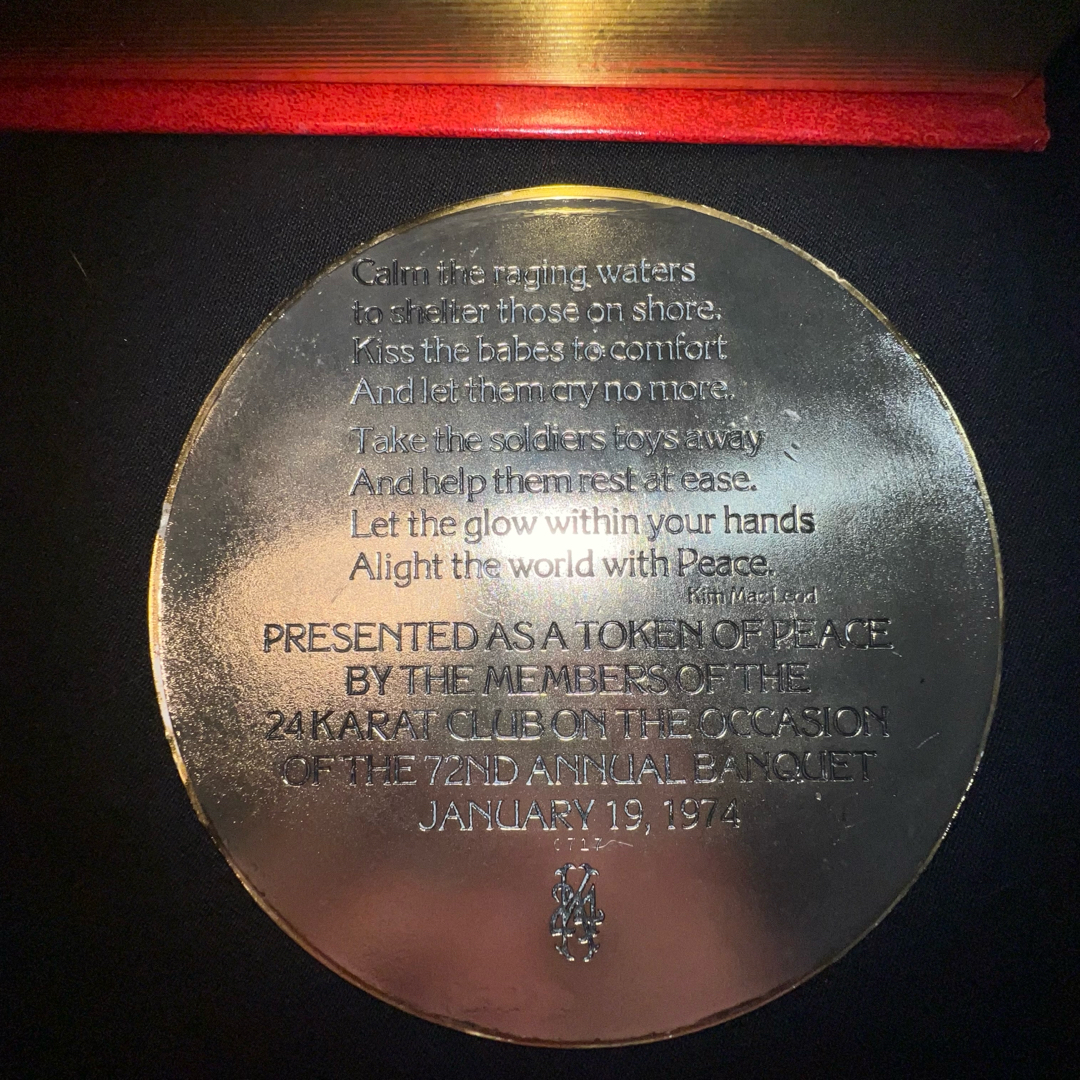 Calm the raging waters
to shelter those on shore.
Kiss the babes to comfort
And let them cry no more.
Take the soldiers toys away
And help them rest at ease.
Let the glow within your hands
Alight the world with Peace.
Kim MacLeod
PRESENTED AS A TOKEN OF PEACE
BY THE MEMBERS OF THE
24 KARAT CLUB ON THE OCCASION
OF THE 72ND ANNUAL BANQUET
JANUARY 19, 1974